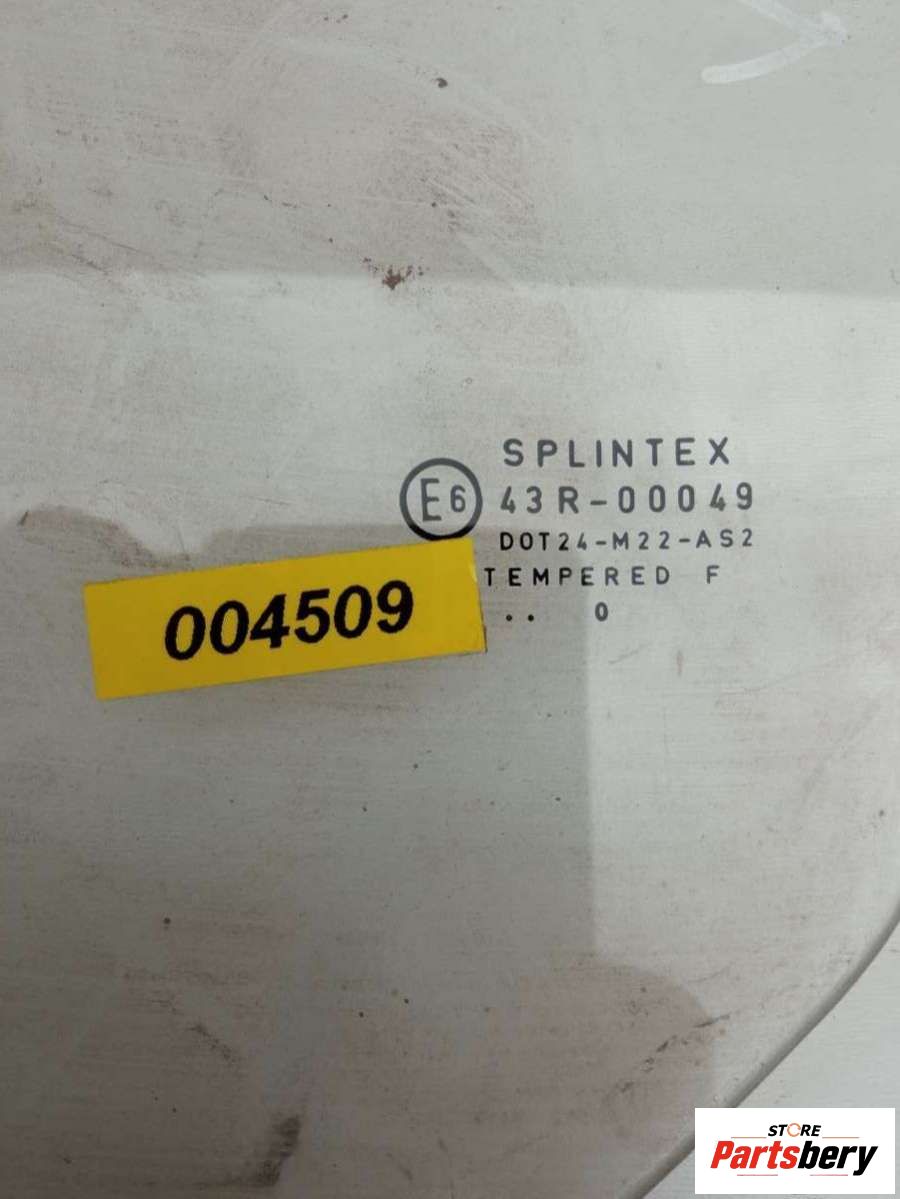 SPLINTEX
E6 43R-00049
DOT24-M22-AS2
TEMPERED F
.. 0
004509
STORE
Partsbery